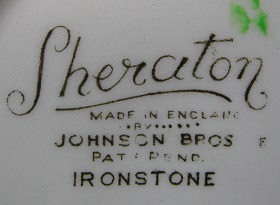 Sheraton
MADE IN ENGLAND
BY
JOHNSON BROS
PAT. PEND.
IRONSTONE